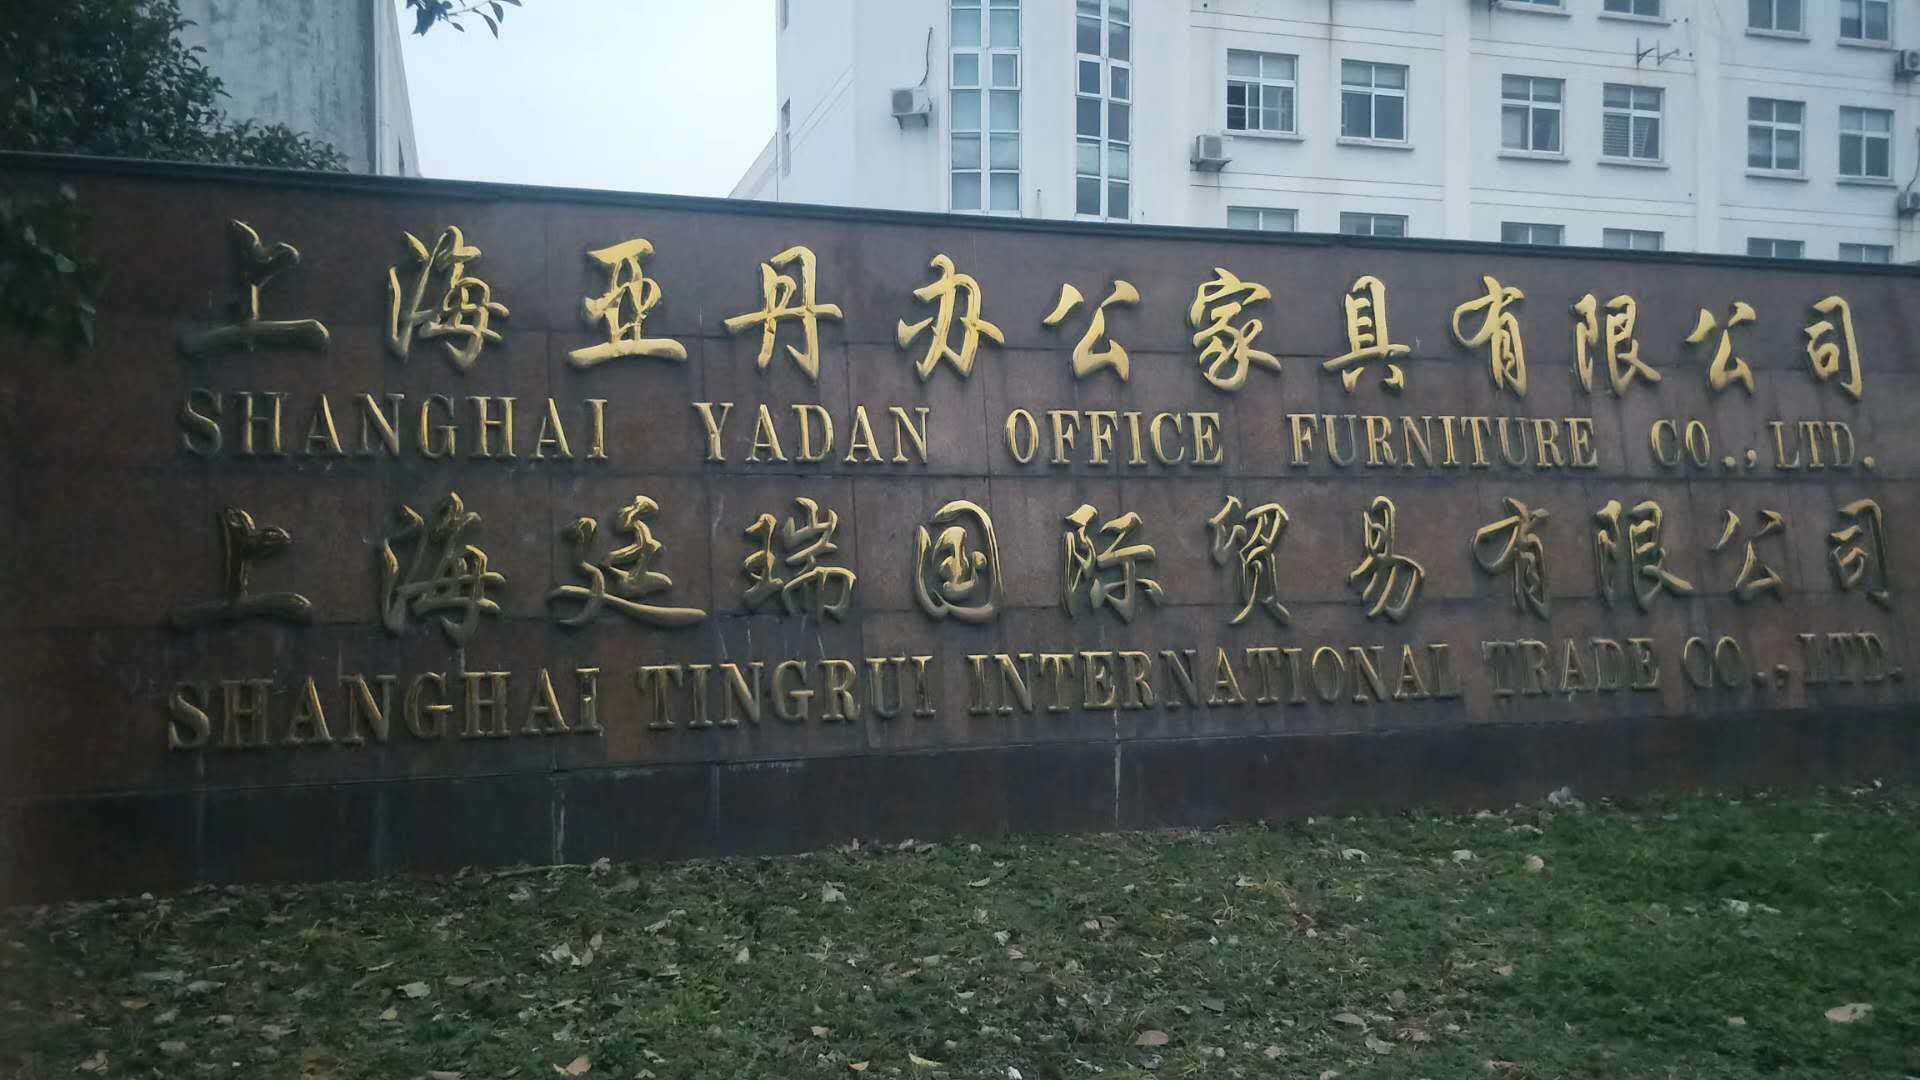 上海亚丹办公家具有限公司
SHANGHAI YADAN OFFICE FURNITURE CO.,LTD.
上海廷瑞国际贸易有限公司
SHANGHAI TINGRUI INTERNATIONAL TRADE CO.,LTD.